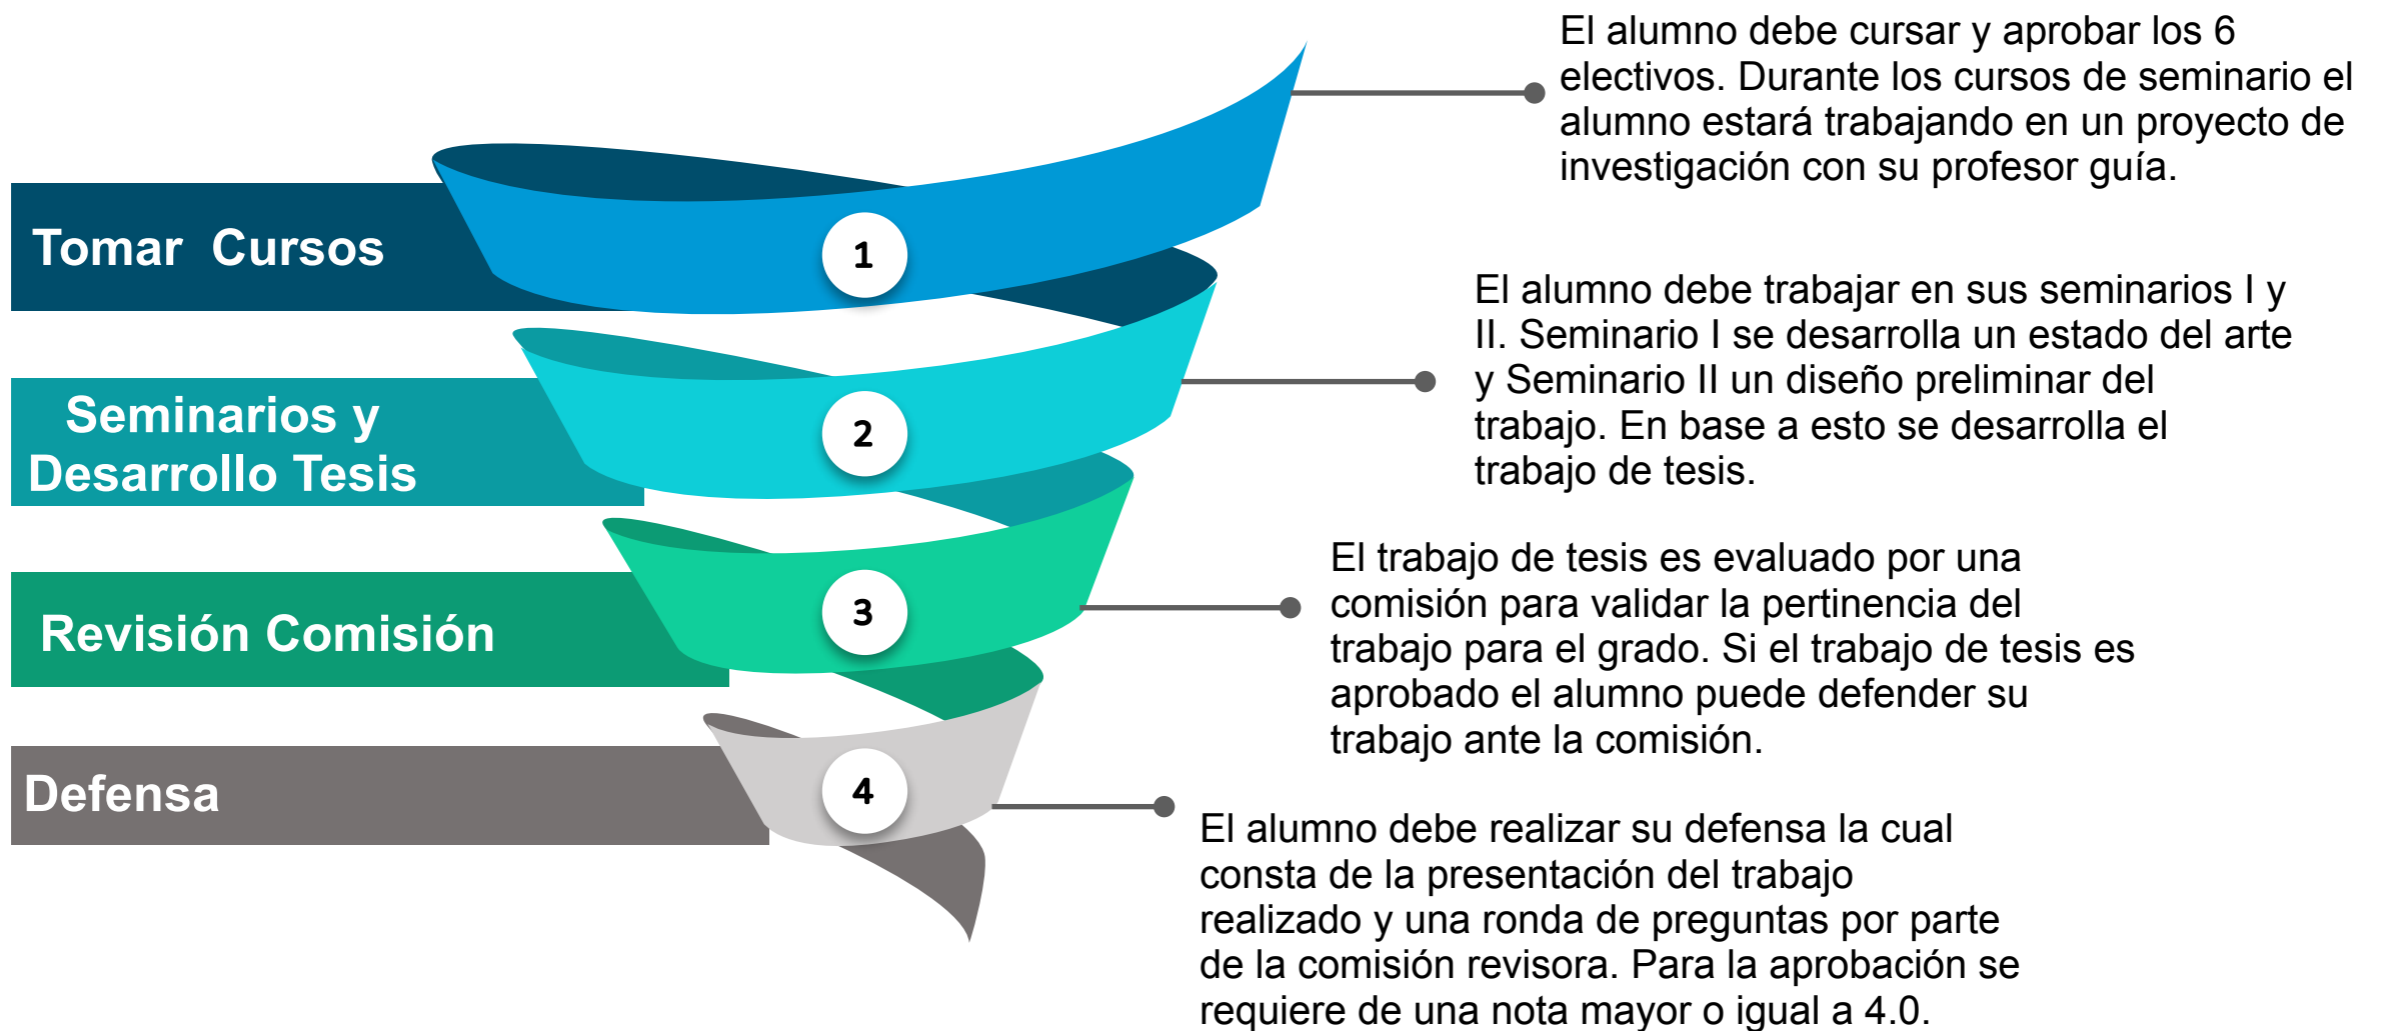 Tomar Cursos
1
El alumno debe cursar y aprobar los 6
electivos. Durante los cursos de seminario el
alumno estará trabajando en un proyecto de
investigación con su profesor guía.
Seminarios y
Desarrollo Tesis
2
El alumno debe trabajar en sus seminarios I y
II. Seminario I se desarrolla un estado del arte
y Seminario II un diseño preliminar del
trabajo. En base a esto se desarrolla el
trabajo de tesis.
Revisión Comisión
3
El trabajo de tesis es evaluado por una
comisión para validar la pertinencia del
trabajo para el grado. Si el trabajo de tesis es
aprobado el alumno puede defender su
trabajo ante la comisión.
Defensa
4
El alumno debe realizar su defensa la cual
consta de la presentación del trabajo
realizado y una ronda de preguntas por parte
de la comisión revisora. Para la aprobación se
requiere de una nota mayor o igual a 4.0.